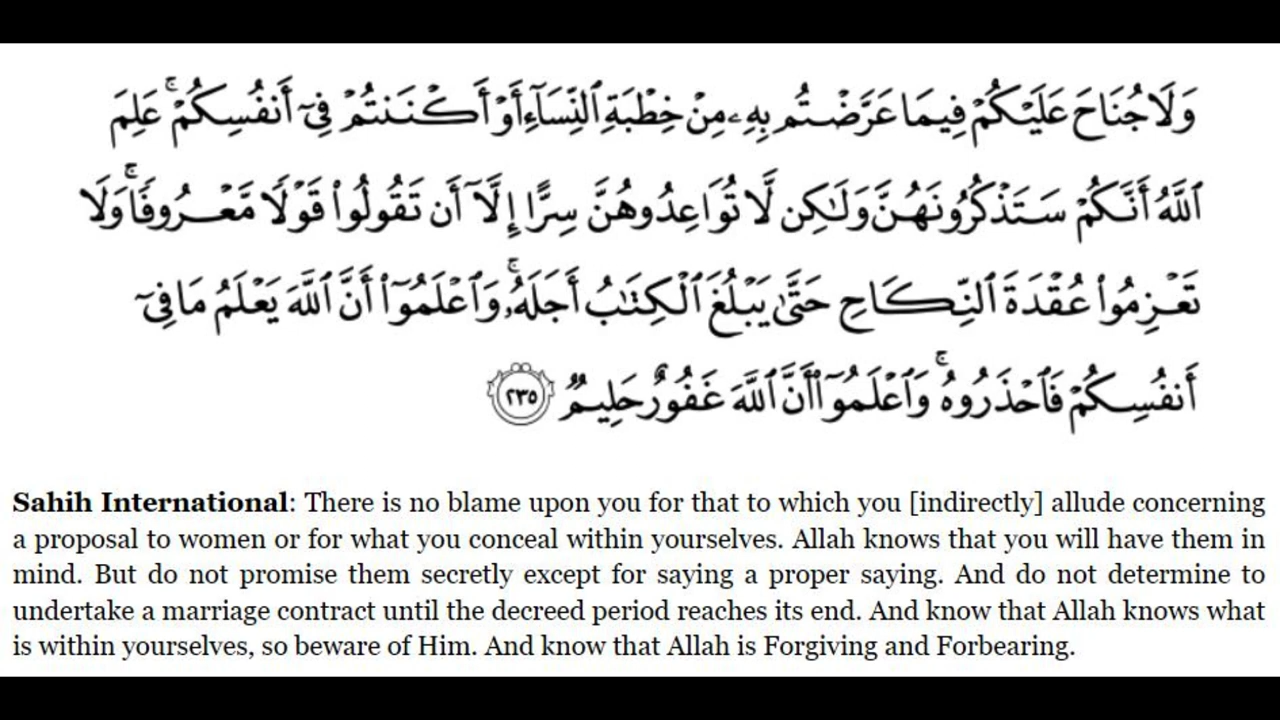 وَلَا جُنَاحَ عَلَيْكُمْ فِيمَا عَرَّضْتُم بِهِۦ مِنْ خِطْبَةِ ٱلنِّسَآءِ أَوْ أَكْنَنتُمْ فِىٓ أَنفُسِكُمْ ۚ عَلِمَ
ٱللَّهُ أَنَّكُمْ سَتَذْكُرُونَهُنَّ وَلَـٰكِن لَّا تُوَاعِدُوهُنَّ سِرًّا إِلَّآ أَن تَقُولُوا۟ قَوْلًا مَّعْرُوفًا ۚ وَلَا
تَعْزِمُوا۟ عُقْدَةَ ٱلنِّكَاحِ حَتَّىٰ يَبْلُغَ ٱلْكِتَـٰبُ أَجَلَهُۥ ۚ وَٱعْلَمُوٓا۟ أَنَّ ٱللَّهَ يَعْلَمُ مَا فِىٓ
أَنفُسِكُمْ فَٱحْذَرُوهُ ۚ وَٱعْلَمُوٓا۟ أَنَّ ٱللَّهَ غَفُورٌ حَلِيمٌ ٢٣٥
Sahih International: There is no blame upon you for that to which you [indirectly] allude concerning
a proposal to women or for what you conceal within yourselves. Allah knows that you will have them in
mind. But do not promise them secretly except for saying a proper saying. And do not determine to
undertake a marriage contract until the decreed period reaches its end. And know that Allah knows what
is within yourselves, so beware of Him. And know that Allah is Forgiving and Forbearing.